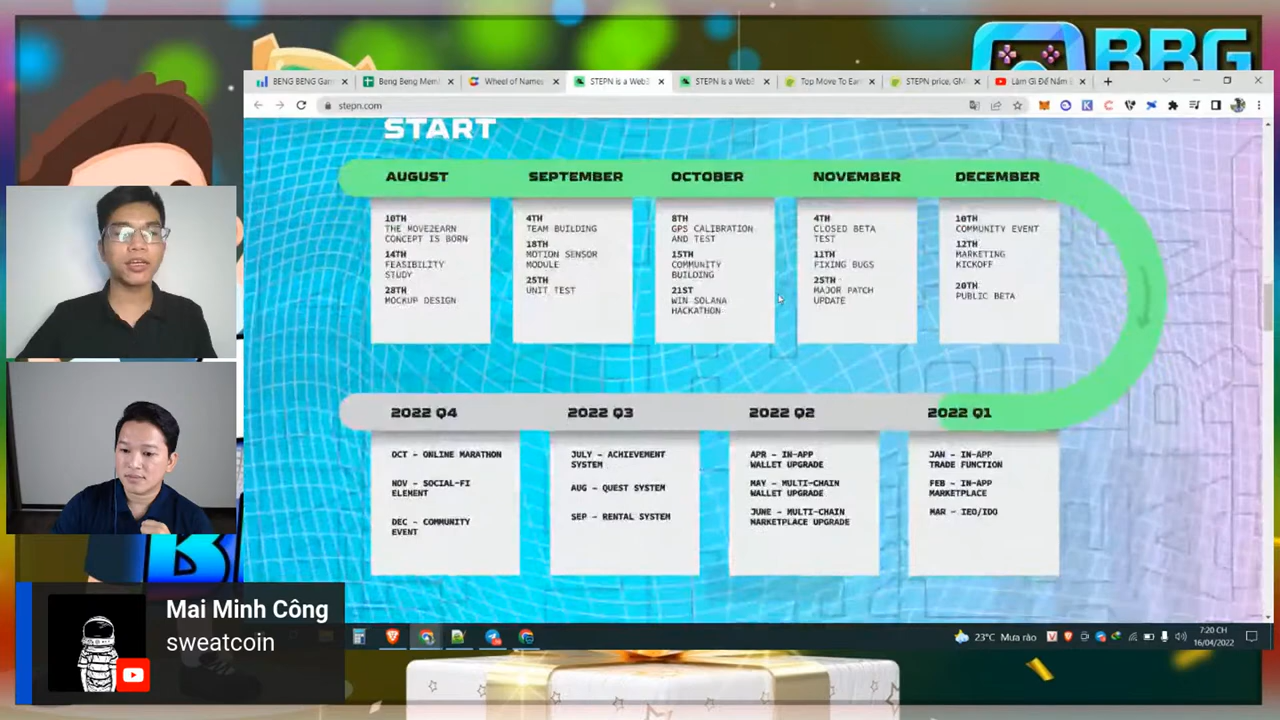 BBG
BENG BENG Gam
Beng Beng Mem
Wheel of Names
STEPN is a Web3
STEPN is a Web3
Top Move To Ear
STEPN price, GM
Làm Gì Để Nắm B
stepn.com
START
AUGUST
10TH
THE MOVE2EARN
CONCEPT IS BORN
14TH
FEASIBILITY
STUDY
28TH
MOCKUP DESIGN
SEPTEMBER
4TH
TEAM BUILDING
18TH
MOTION SENSOR
MODULE
25TH
UNIT TEST
OCTOBER
8TH
GPS CALIBRATION
AND TEST
15TH
COMMUNITY
BUILDING
21ST
WIN SOLANA
HACKATHON
NOVEMBER
4TH
CLOSED BETA
TEST
11TH
FIXING BUGS
25TH
MAJOR PATCH
UPDATE
DECEMBER
10TH
COMMUNITY EVENT
12TH
MARKETING
KICKOFF
20TH
PUBLIC BETA
2022 Q4
OCT - ONLINE MARATHON
NOV - SOCIAL-FI
ELEMENT
DEC - COMMUNITY
EVENT
2022 Q3
JULY - ACHIEVEMENT
SYSTEM
AUG - QUEST SYSTEM
SEP - RENTAL SYSTEM
2022 Q2
APR - IN-APP
WALLET UPGRADE
MAY - MULTI-CHAIN
WALLET UPGRADE
JUNE - MULTI-CHAIN
MARKETPLACE UPGRADE
2022 Q1
JAN - IN-APP
TRADE FUNCTION
FEB - IN-APP
MARKETPLACE
MAR - IEO/IDO
Mai Minh Công
sweatcoin
23°C Mưa rào
7:20 CH
16/04/2022